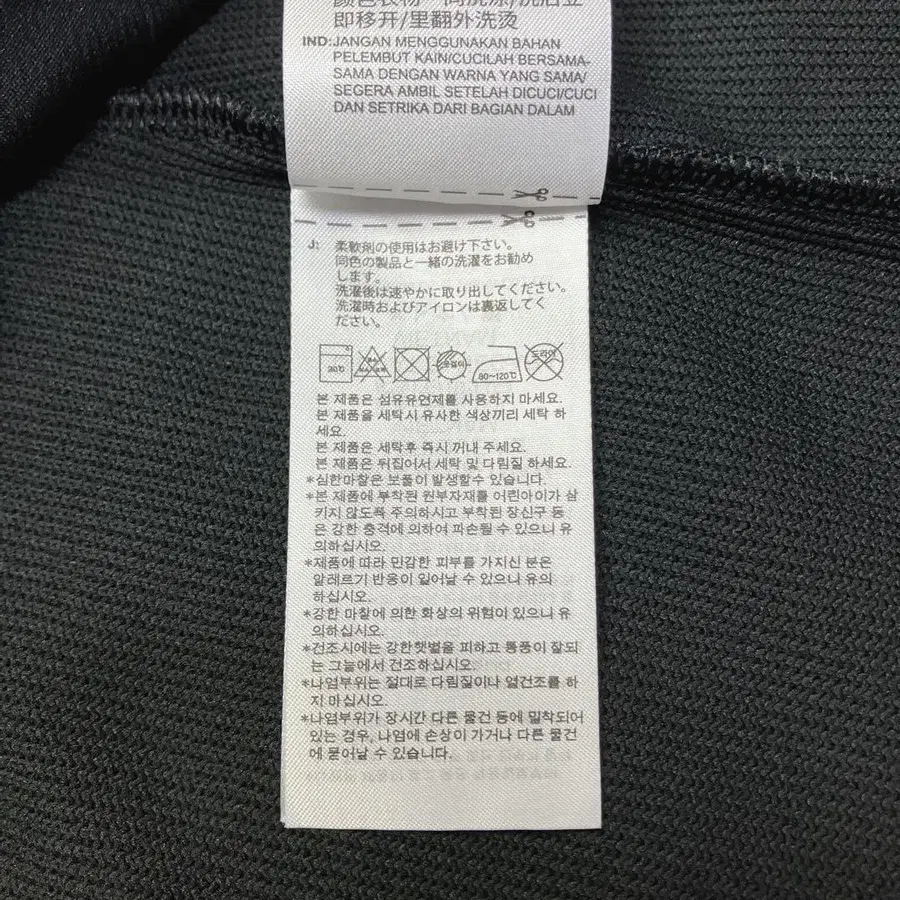 即移开/里翻外洗烫
IND:JANGAN MENGGUNAKAN BAHAN
PELEMBUT KAIN/CUCILAH BERSAMA-
SAMA DENGAN WARNA YANG SAMA/
SEGERA AMBIL SETELAH DICUCI/CUCI
DAN SETRIKA DARI BAGIAN DALAM
J: 柔軟剤の使用はお避け下さい。
同色の製品と一緒の洗濯をお勧め
します。
洗濯後は速やかに取り出してください。
洗濯時およびアイロンは裏返してく
ださい。
30℃ 80~120℃ 드라이
본 제품은 섬유유연제를 사용하지 마세요.
본 제품을 세탁시 유사한 색상끼리 세탁 하
세요.
본 제품은 세탁후 즉시 꺼내 주세요.
본 제품은 뒤집어서 세탁 및 다림질 하세요.
*심한마찰은 보풀이 발생할수 있습니다.
*본 제품에 부착된 원부자재를 어린아이가 삼
키지 않도록 주의하시고 부착된 장신구 등
은 강한 충격에 의하여 파손될 수 있으니 유
의하십시오.
*제품에 따라 민감한 피부를 가지신 분은
알레르기 반응이 일어날 수 있으니 유의
하십시오.
*강한 마찰에 의한 화상의 위험이 있으니 유
의하십시오.
*건조시에는 강한햇볕을 피하고 통풍이 잘되
는 그늘에서 건조하십시오.
*나염부위는 절대로 다림질이나 열건조를 하
지 마십시오.
*나염부위가 장시간 다른 물건 등에 밀착되어
있는 경우, 나염에 손상이 가거나 다른 물건
에 묻어날 수 있습니다.